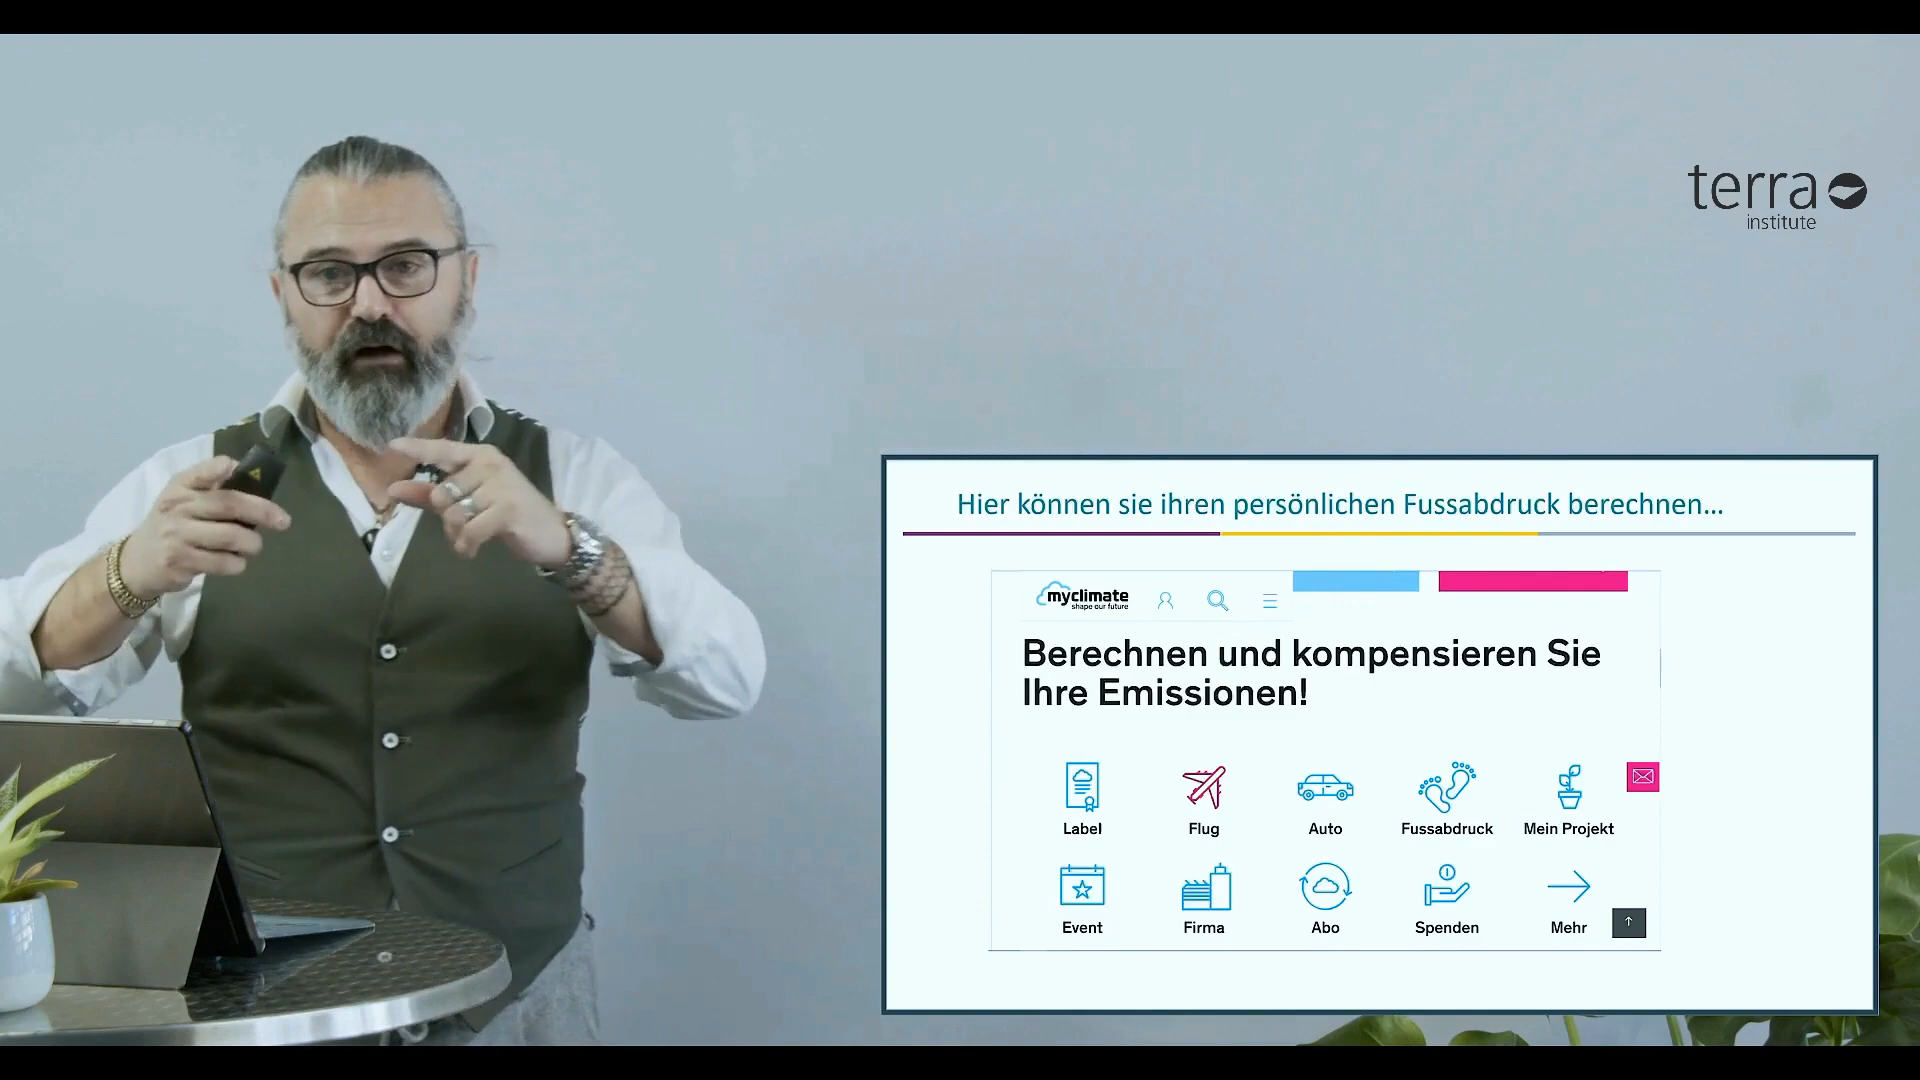 terra
institute
Hier können sie ihren persönlichen Fussabdruck berechnen...
myclimate
shape our future
Berechnen und kompensieren Sie
Ihre Emissionen!
Label Flug Auto Fussabdruck Mein Projekt
Event Firma Abo Spenden Mehr